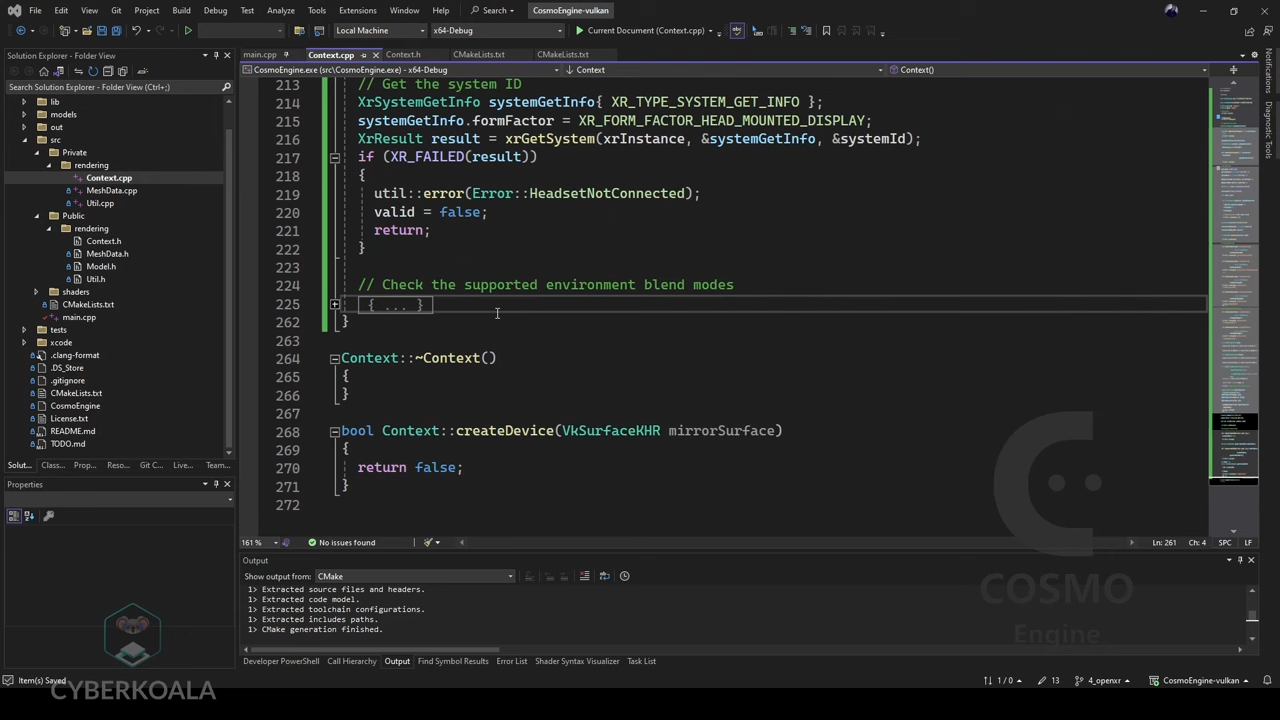 File Edit View Git Project Build Debug Test Analyze Tools Extensions Window Help Search CosmoEngine-vulkan
Local Machine x64-Debug Current Document (Context.cpp)
Solution Explorer - Folder View
main.cpp Context.cpp Context.h CMakeLists.txt CMakeLists.txt
CosmoEngine.exe (src\CosmoEngine.exe) - x64-Debug Context Context()
Search Solution Explorer - Folder View (Ctrl+;)
lib
models
out
src
Private
rendering
Context.cpp
MeshData.cpp
Util.cpp
Public
rendering
Context.h
MeshData.h
Model.h
Util.h
shaders
CMakeLists.txt
main.cpp
tests
xcode
.clang-format
.DS_Store
.gitignore
CMakeLists.txt
CosmoEngine
License.txt
README.md
TODO.md
Solut... Class... Prop... Reso... Git C... Live... Team...
Properties
213 // Get the system ID
214 XrSystemGetInfo systemGetInfo{ XR_TYPE_SYSTEM_GET_INFO };
215 systemGetInfo.formFactor = XR_FORM_FACTOR_HEAD_MOUNTED_DISPLAY;
216 XrResult result = xrGetSystem(xrInstance, &systemGetInfo, &systemId);
217 if (XR_FAILED(result))
218 {
219 util::error(Error::HeadsetNotConnected);
220 valid = false;
221 return;
222 }
223
224 // Check the supported environment blend modes
225 { ... }
262 }
263
264 Context::~Context()
265 {
266 }
267
268 bool Context::createDevice(VkSurfaceKHR mirrorSurface)
269 {
270 return false;
271 }
272
161 % No issues found Ln: 261 Ch: 4 SPC LF
Output
Show output from: CMake
1> Extracted source files and headers.
1> Extracted code model.
1> Extracted toolchain configurations.
1> Extracted includes paths.
1> CMake generation finished.
Developer PowerShell Call Hierarchy Output Find Symbol Results Error List Shader Syntax Visualizer Task List
Item(s) Saved 1 / 0 13 4_openxr CosmoEngine-vulkan
Notifications
Diagnostic Tools
COSMO
Engine
CYBERKOALA